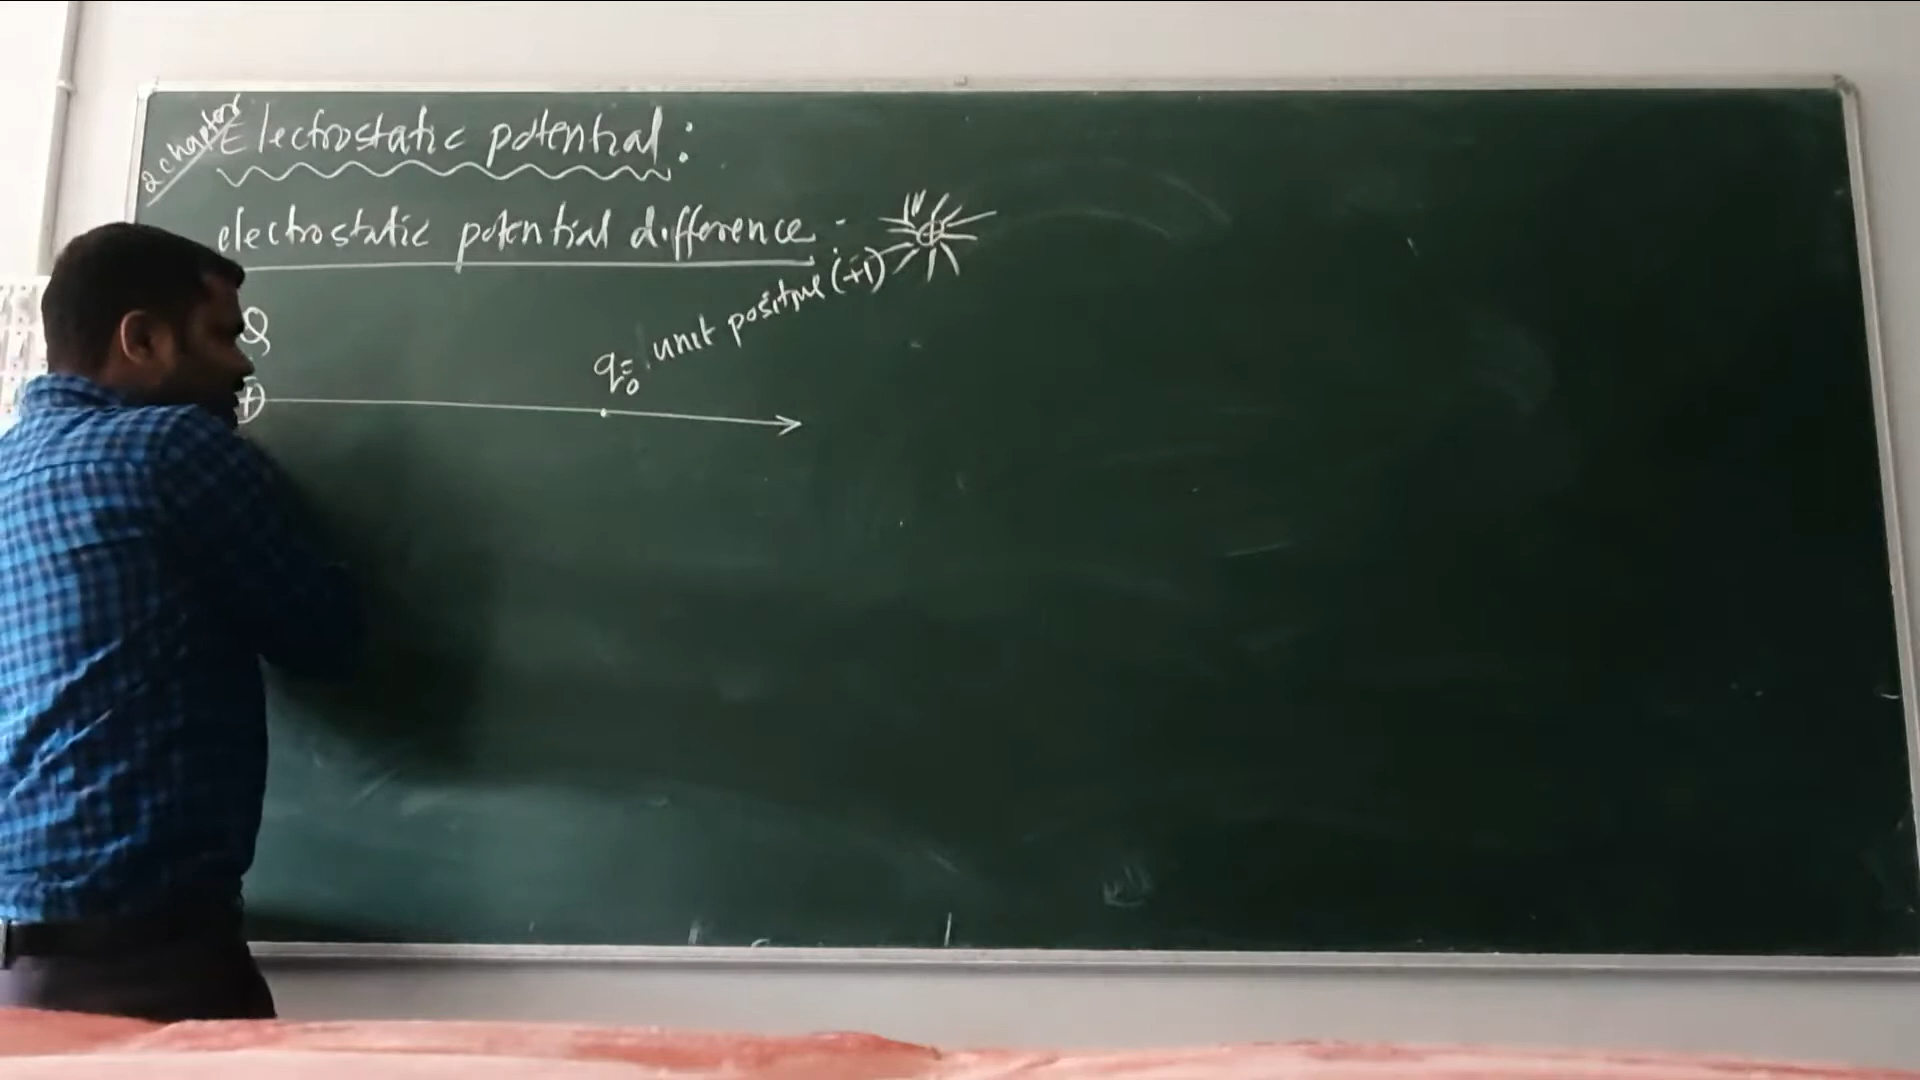 2 chapter
Electrostatic potential:
electrostatic potential difference:-
Q
q₀= unit positive (+1)
+
+